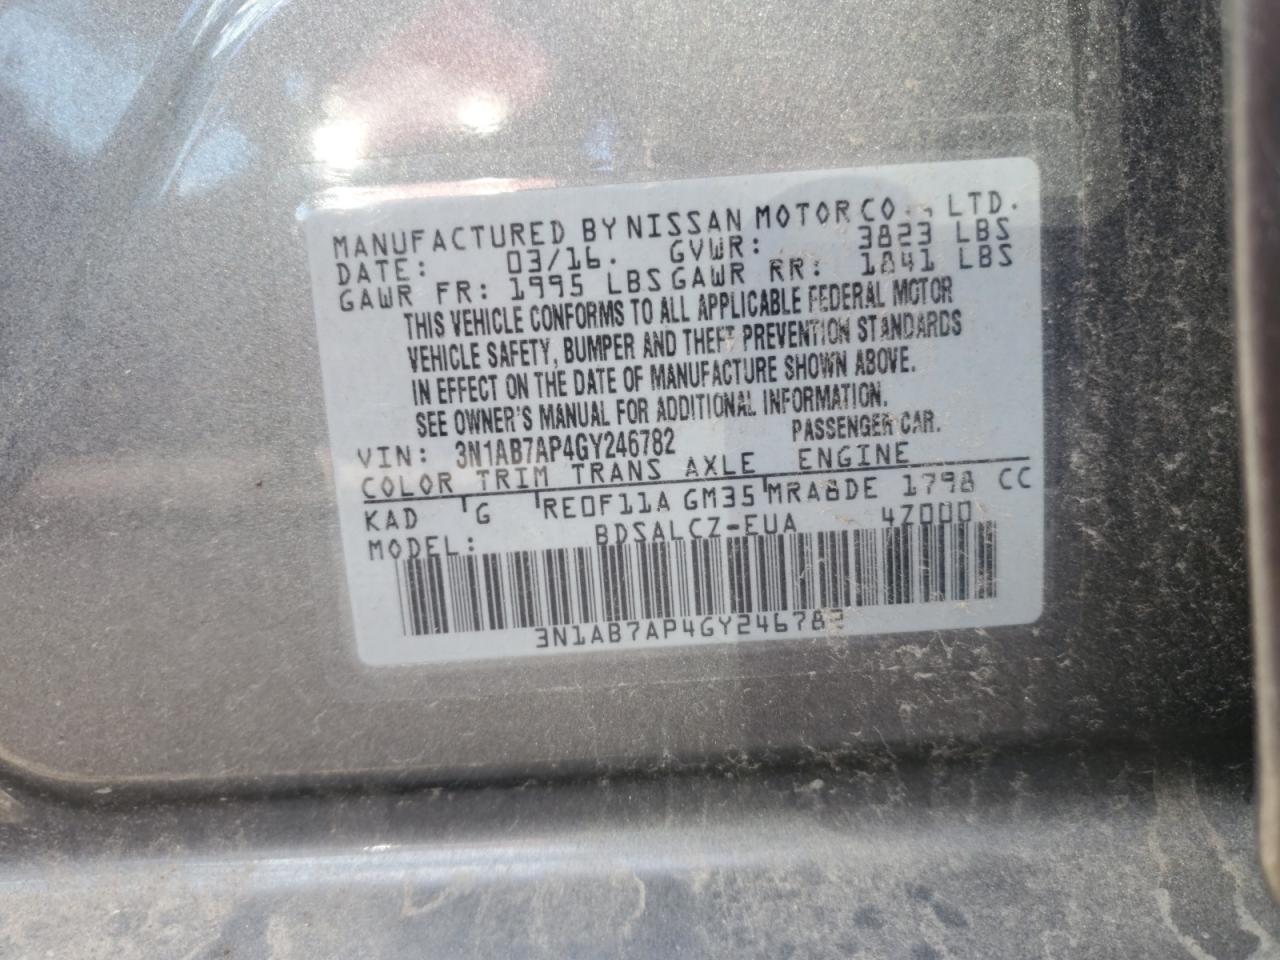 MANUFACTURED BY NISSAN MOTOR CO., LTD.
DATE: 03/16. GVWR: 3823 LBS
GAWR FR: 1995 LBS GAWR RR: 1841 LBS
THIS VEHICLE CONFORMS TO ALL APPLICABLE FEDERAL MOTOR
VEHICLE SAFETY, BUMPER AND THEFT PREVENTION STANDARDS
IN EFFECT ON THE DATE OF MANUFACTURE SHOWN ABOVE.
SEE OWNER'S MANUAL FOR ADDITIONAL INFORMATION.
VIN: 3N1AB7AP4GY246782 PASSENGER CAR.
COLOR TRIM TRANS AXLE ENGINE
KAD G RE0F11A GM35 MRA8DE 1798 CC
MODEL: BDSALCZ-EUA 4Z000
3N1AB7AP4GY246782